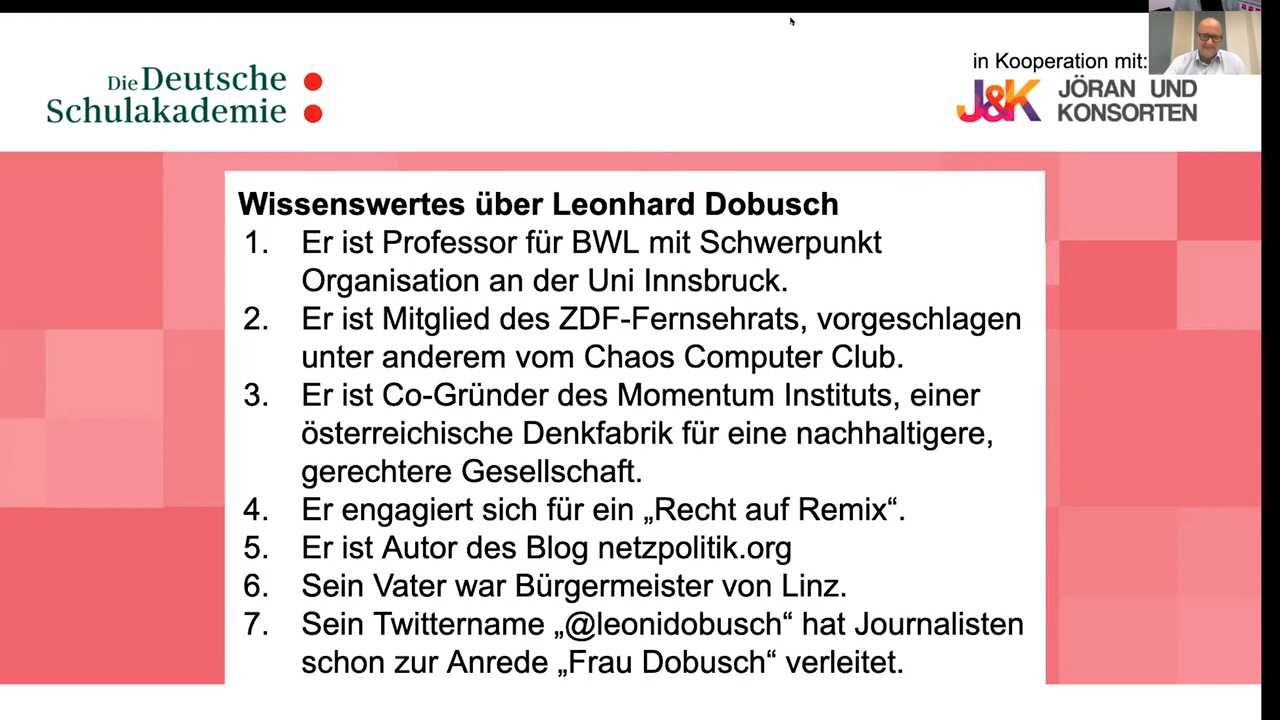 Die Deutsche
Schulakademie
in Kooperation mit:
J&K JÖRAN UND
KONSORTEN
Wissenswertes über Leonhard Dobusch
1. Er ist Professor für BWL mit Schwerpunkt
Organisation an der Uni Innsbruck.
2. Er ist Mitglied des ZDF-Fernsehrats, vorgeschlagen
unter anderem vom Chaos Computer Club.
3. Er ist Co-Gründer des Momentum Instituts, einer
österreichische Denkfabrik für eine nachhaltigere,
gerechtere Gesellschaft.
4. Er engagiert sich für ein „Recht auf Remix“.
5. Er ist Autor des Blog netzpolitik.org
6. Sein Vater war Bürgermeister von Linz.
7. Sein Twittername „@leonidobusch“ hat Journalisten
schon zur Anrede „Frau Dobusch“ verleitet.